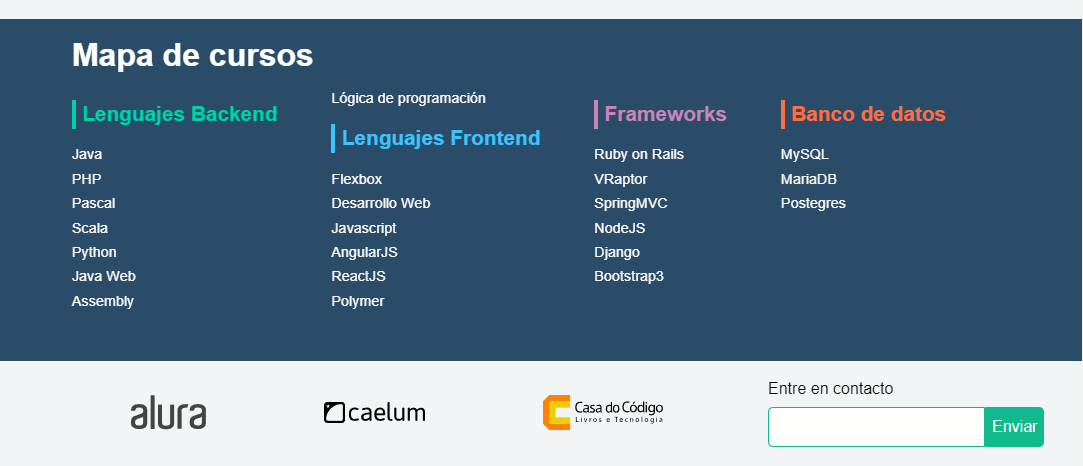 Mapa de cursos
Lenguajes Backend
Java
PHP
Pascal
Scala
Python
Java Web
Assembly
Lógica de programación
Lenguajes Frontend
Flexbox
Desarrollo Web
Javascript
AngularJS
ReactJS
Polymer
Frameworks
Ruby on Rails
VRaptor
SpringMVC
NodeJS
Django
Bootstrap3
Banco de datos
MySQL
MariaDB
Postegres
alura
caelum
Casa do Código
Livros e Tecnologia
Entre en contacto
Enviar